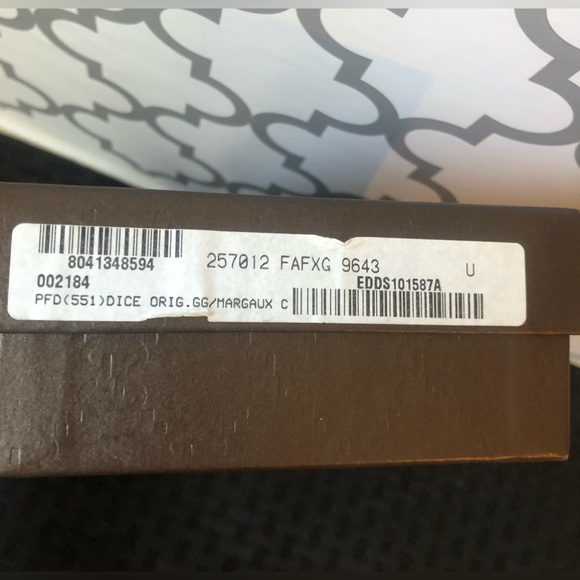 8041348594 257012 FAFXG 9643 U
002184 EDDS101587A
PFD(551)DICE ORIG.GG/MARGAUX C